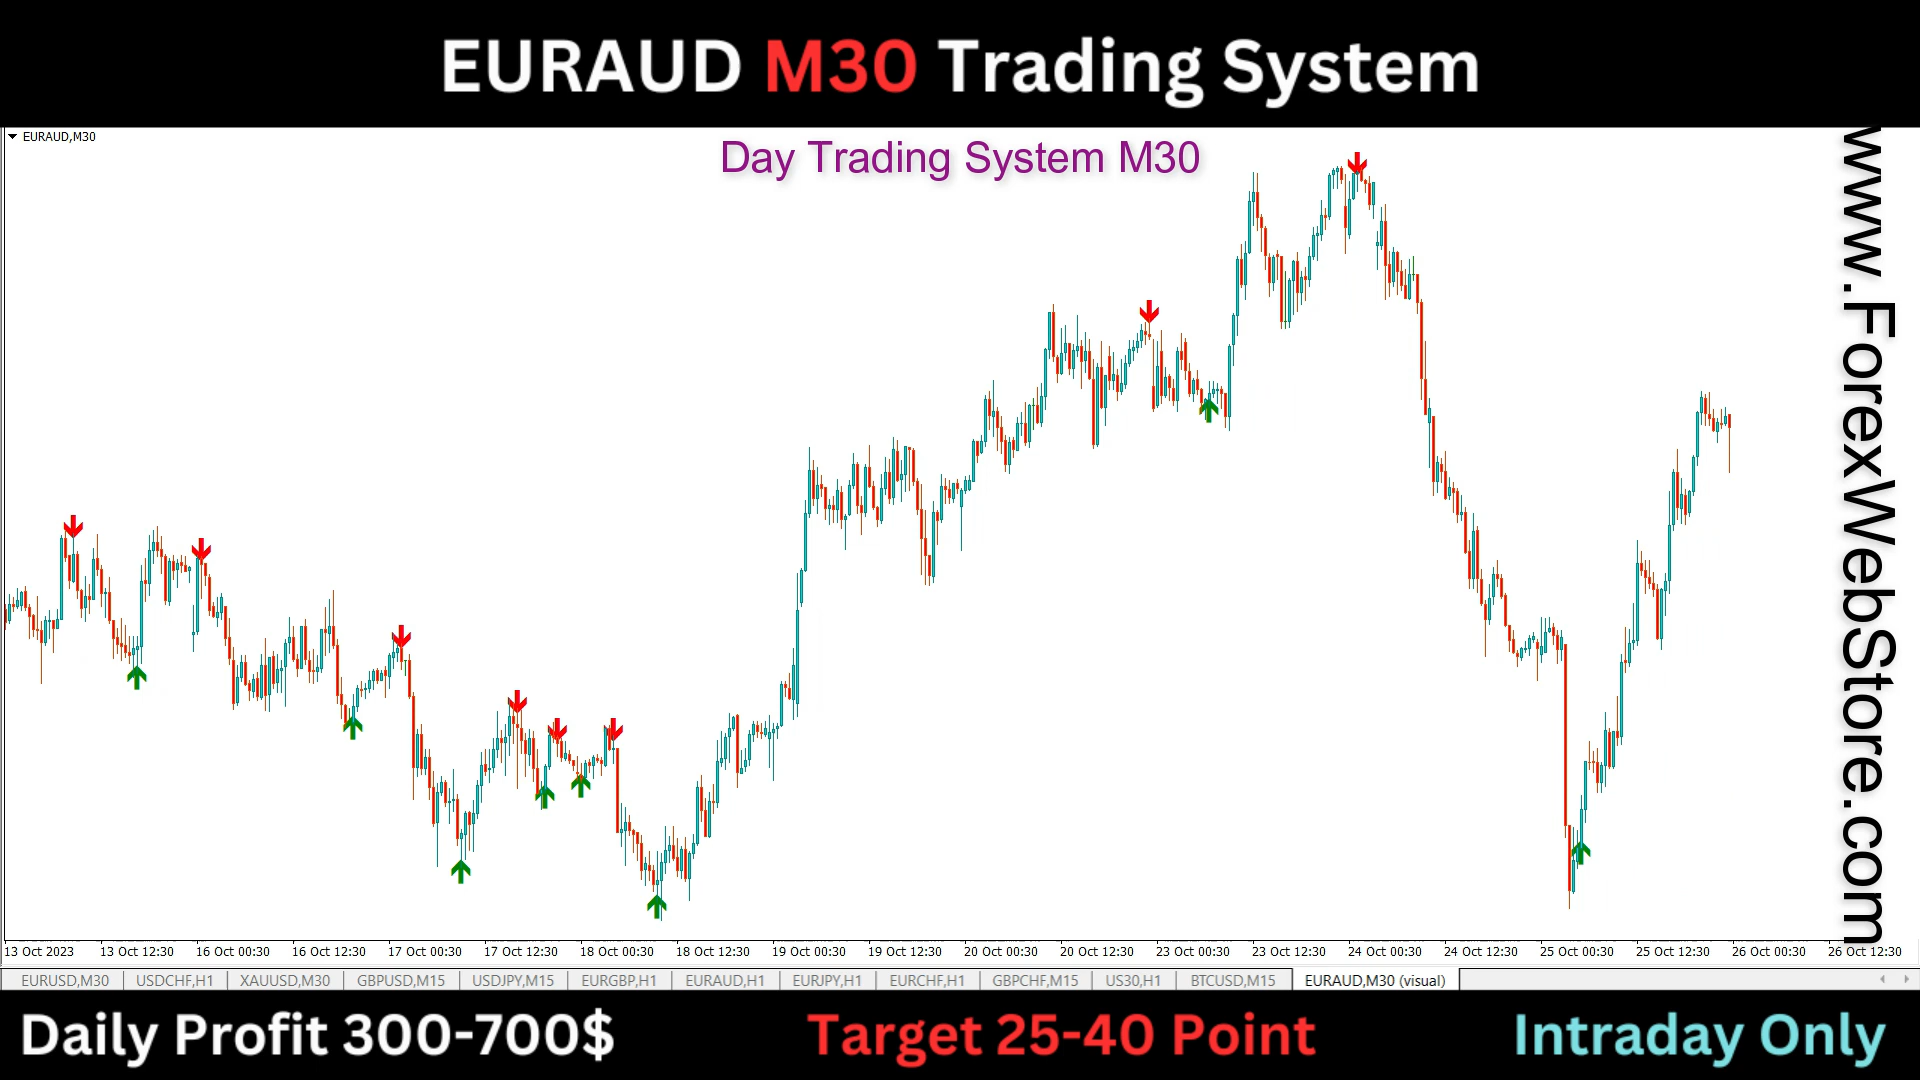 EURAUD M30 Trading System
EURAUD,M30
Day Trading System M30
www.ForexWebStore.com
13 Oct 2023 13 Oct 12:30 16 Oct 00:30 16 Oct 12:30 17 Oct 00:30 17 Oct 12:30 18 Oct 00:30 18 Oct 12:30 19 Oct 00:30 19 Oct 12:30 20 Oct 00:30 20 Oct 12:30 23 Oct 00:30 23 Oct 12:30 24 Oct 00:30 24 Oct 12:30 25 Oct 00:30 25 Oct 12:30 26 Oct 00:30 26 Oct 12:30
EURUSD,M30 USDCHF,H1 XAUUSD,M30 GBPUSD,M15 USDJPY,M15 EURGBP,H1 EURAUD,H1 EURJPY,H1 EURCHF,H1 GBPCHF,M15 US30,H1 BTCUSD,M15 EURAUD,M30 (visual)
Daily Profit 300-700$ Target 25-40 Point Intraday Only